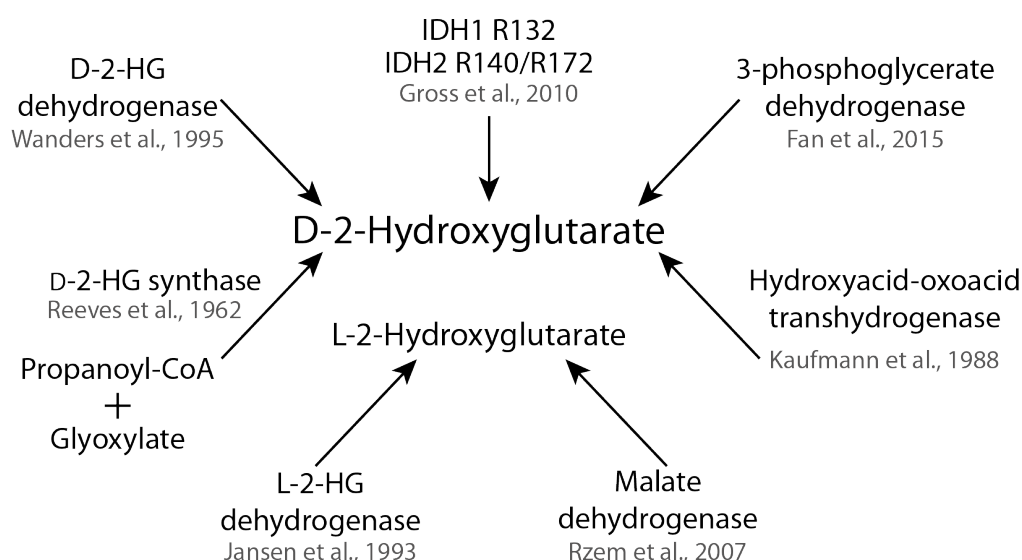 IDH1 R132
IDH2 R140/R172
Gross et al., 2010
D-2-HG
dehydrogenase
Wanders et al., 1995
3-phosphoglycerate
dehydrogenase
Fan et al., 2015
D-2-Hydroxyglutarate
D-2-HG synthase
Reeves et al., 1962
Propanoyl-CoA
+
Glyoxylate
Hydroxyacid-oxoacid
transhydrogenase
Kaufmann et al., 1988
L-2-Hydroxyglutarate
L-2-HG
dehydrogenase
Jansen et al., 1993
Malate
dehydrogenase
Rzem et al., 2007